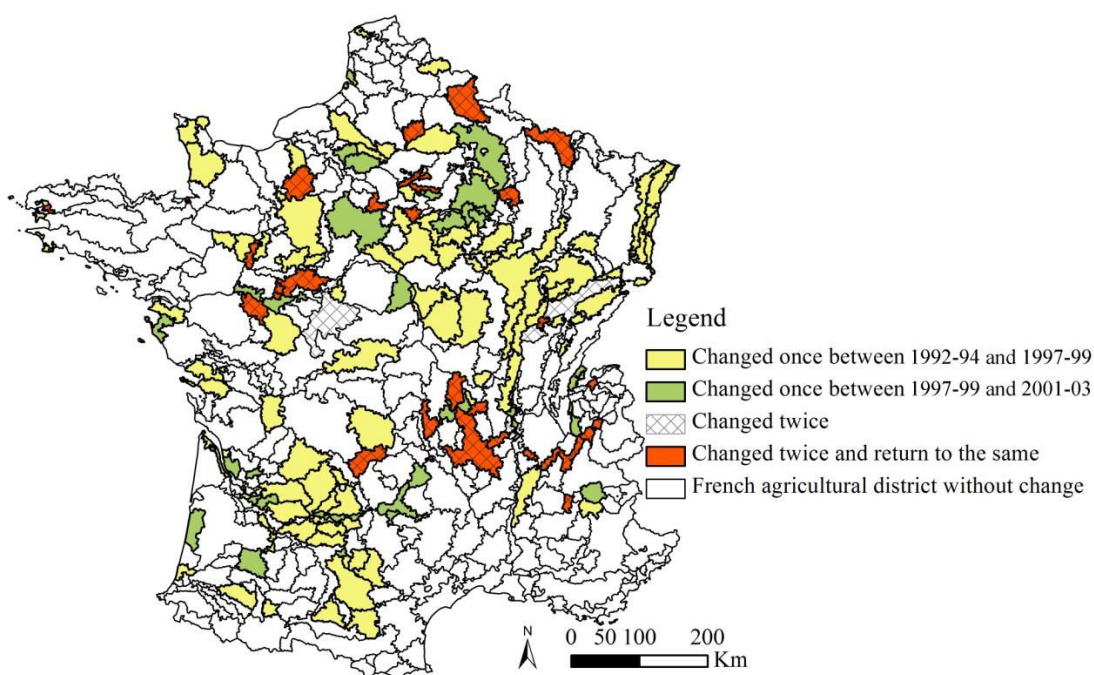 Legend
Changed once between 1992-94 and 1997-99
Changed once between 1997-99 and 2001-03
Changed twice
Changed twice and return to the same
French agricultural district without change
N
0 50 100 200
Km